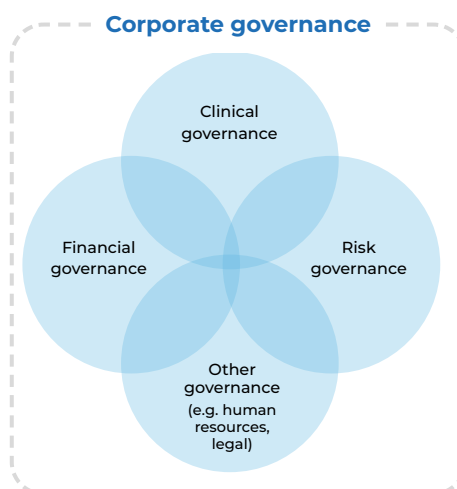 Corporate governance
Clinical
governance
Financial
governance
Risk
governance
Other
governance
(e.g. human
resources,
legal)